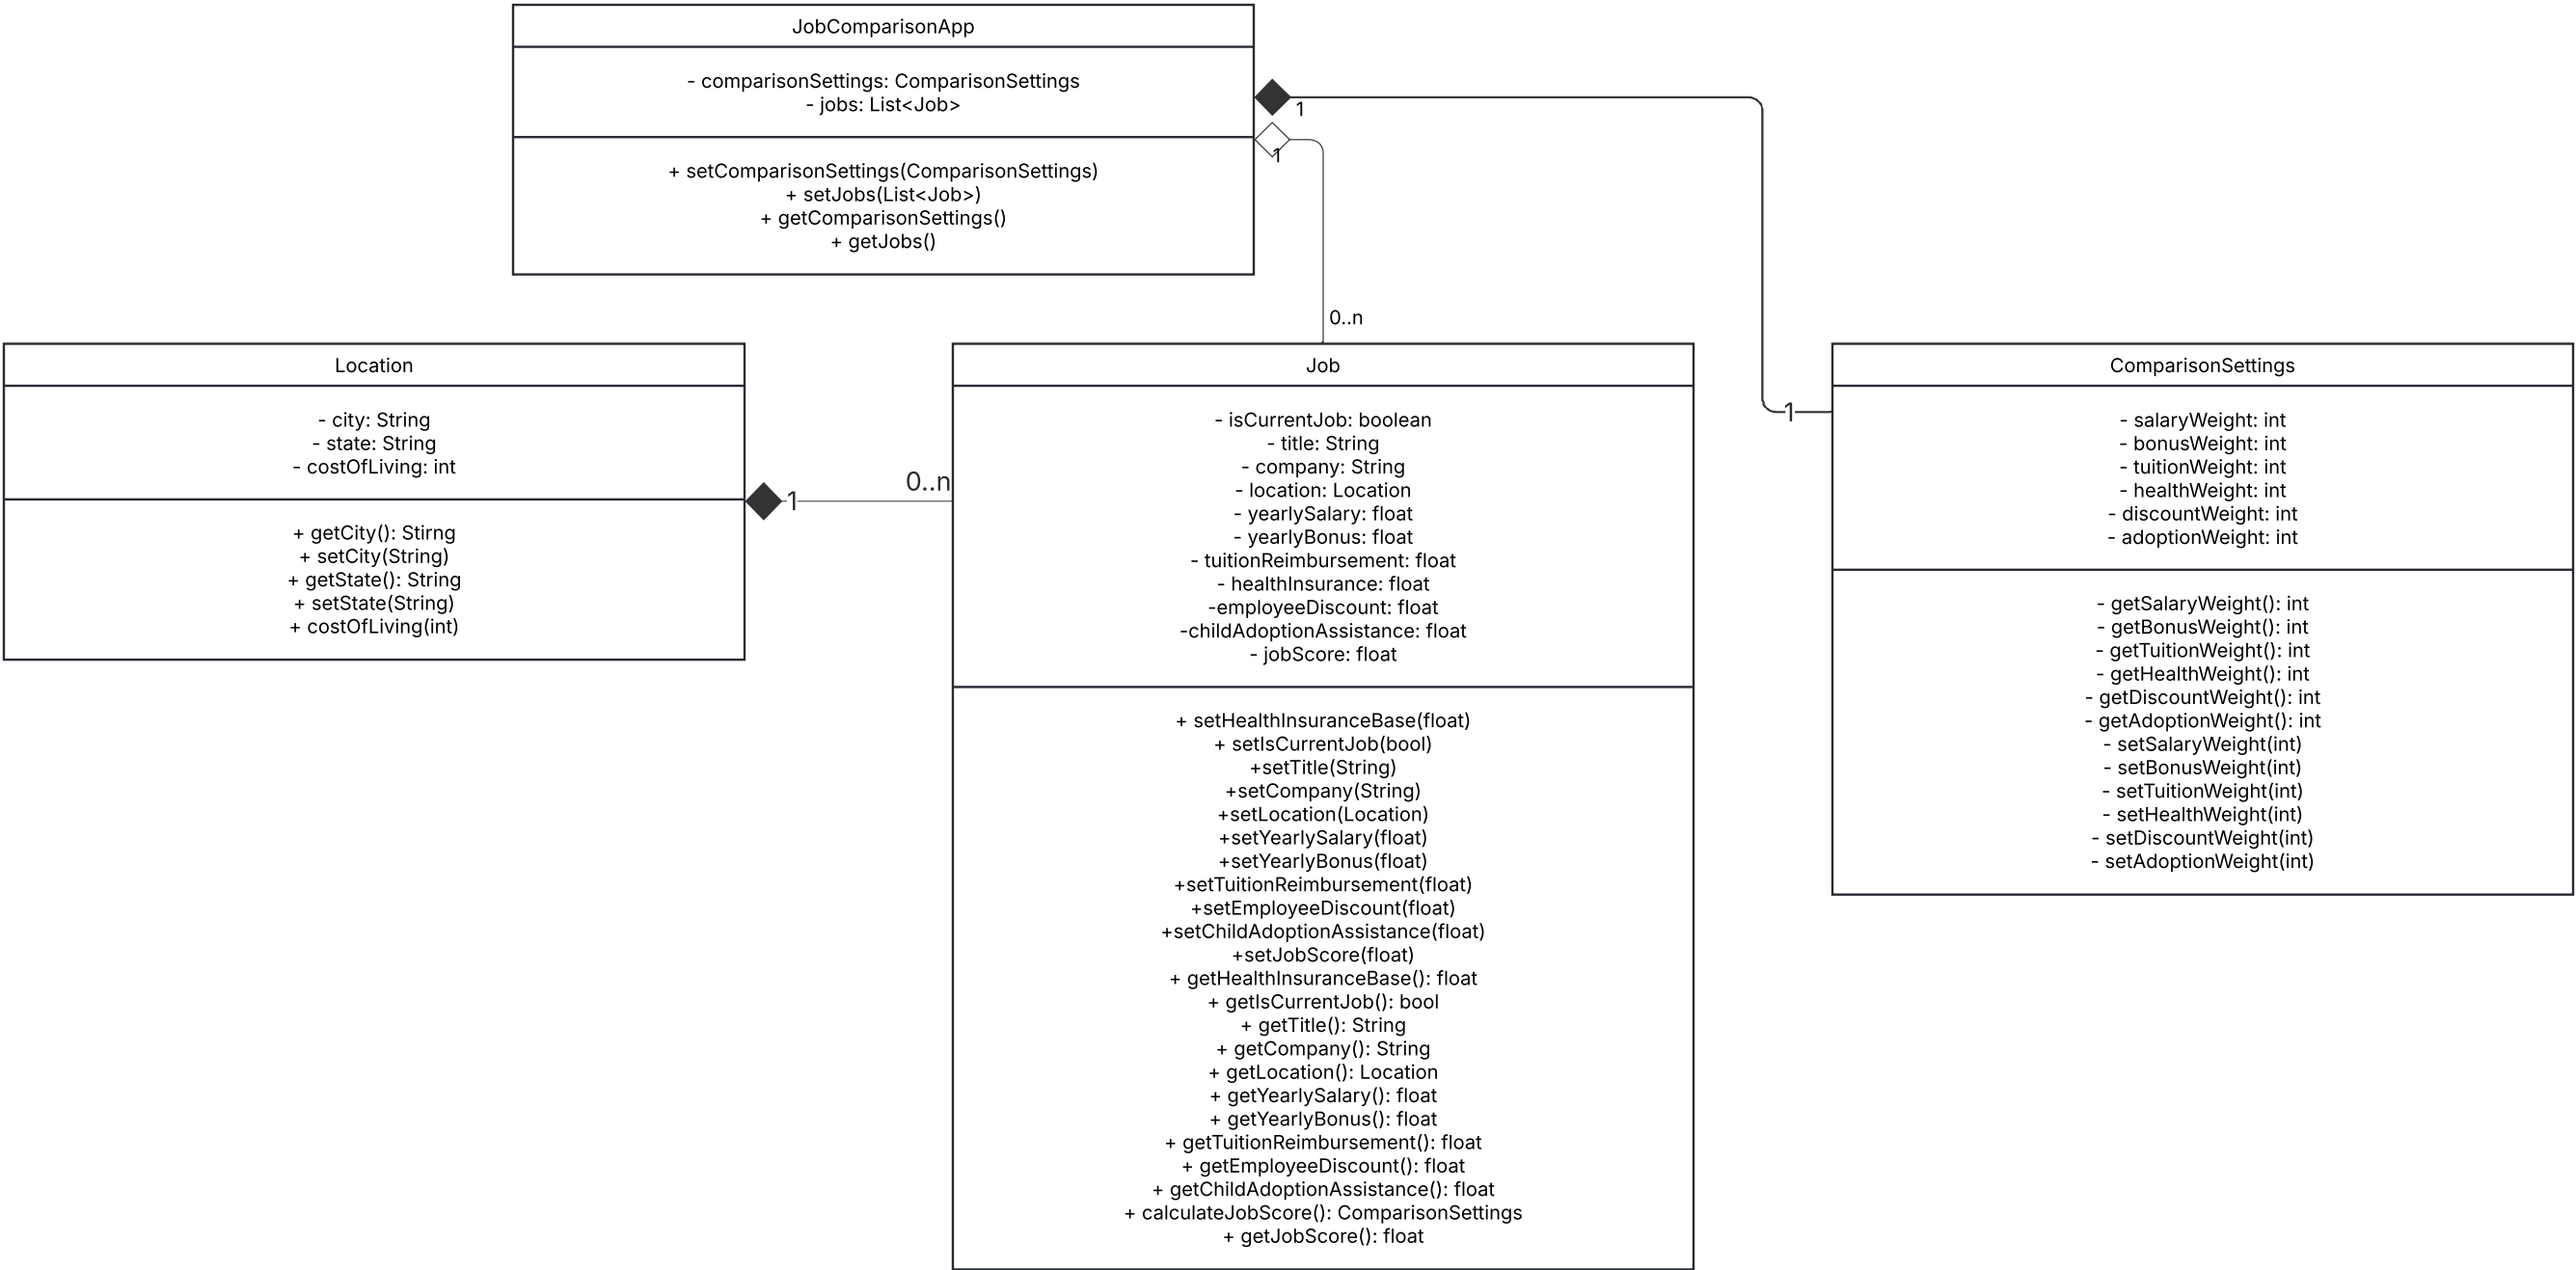 JobComparisonApp
- comparisonSettings: ComparisonSettings
- jobs: List<Job>
+ setComparisonSettings(ComparisonSettings)
+ setJobs(List<Job>)
+ getComparisonSettings()
+ getJobs()
1
1
0..n
Location
- city: String
- state: String
- costOfLiving: int
+ getCity(): Stirng
+ setCity(String)
+ getState(): String
+ setState(String)
+ costOfLiving(int)
1
0..n
Job
- isCurrentJob: boolean
- title: String
- company: String
- location: Location
- yearlySalary: float
- yearlyBonus: float
- tuitionReimbursement: float
- healthInsurance: float
-employeeDiscount: float
-childAdoptionAssistance: float
- jobScore: float
+ setHealthInsuranceBase(float)
+ setIsCurrentJob(bool)
+setTitle(String)
+setCompany(String)
+setLocation(Location)
+setYearlySalary(float)
+setYearlyBonus(float)
+setTuitionReimbursement(float)
+setEmployeeDiscount(float)
+setChildAdoptionAssistance(float)
+setJobScore(float)
+ getHealthInsuranceBase(): float
+ getIsCurrentJob(): bool
+ getTitle(): String
+ getCompany(): String
+ getLocation(): Location
+ getYearlySalary(): float
+ getYearlyBonus(): float
+ getTuitionReimbursement(): float
+ getEmployeeDiscount(): float
+ getChildAdoptionAssistance(): float
+ calculateJobScore(): ComparisonSettings
+ getJobScore(): float
1
ComparisonSettings
- salaryWeight: int
- bonusWeight: int
- tuitionWeight: int
- healthWeight: int
- discountWeight: int
- adoptionWeight: int
- getSalaryWeight(): int
- getBonusWeight(): int
- getTuitionWeight(): int
- getHealthWeight(): int
- getDiscountWeight(): int
- getAdoptionWeight(): int
- setSalaryWeight(int)
- setBonusWeight(int)
- setTuitionWeight(int)
- setHealthWeight(int)
- setDiscountWeight(int)
- setAdoptionWeight(int)